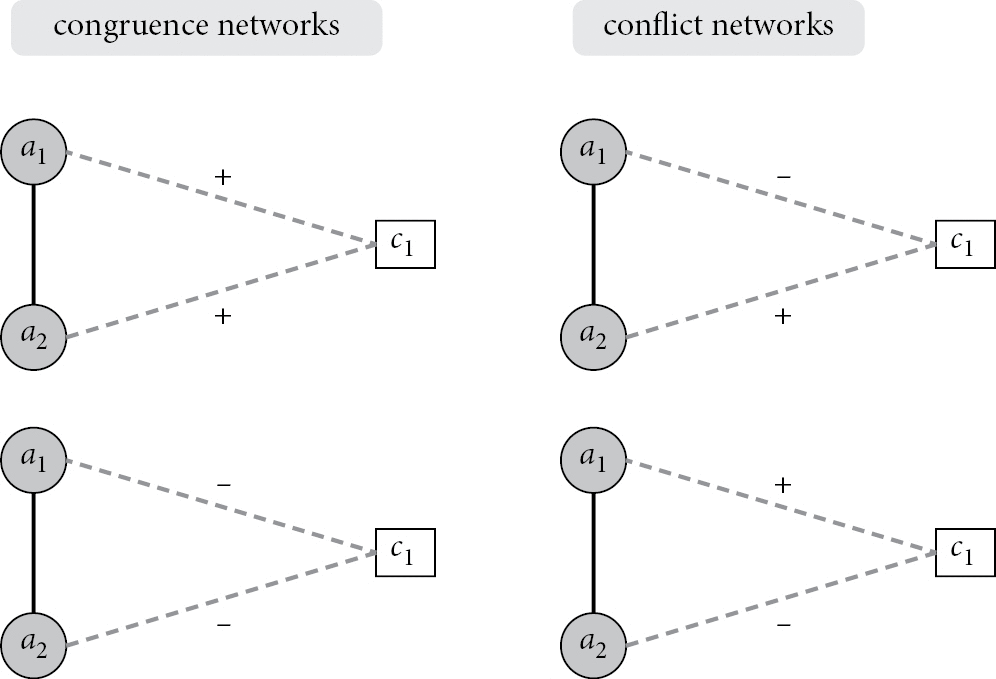 congruence networks
conflict networks
a1
+
+
a2
c1
a1
–
+
a2
c1
a1
–
–
a2
c1
a1
+
–
a2
c1